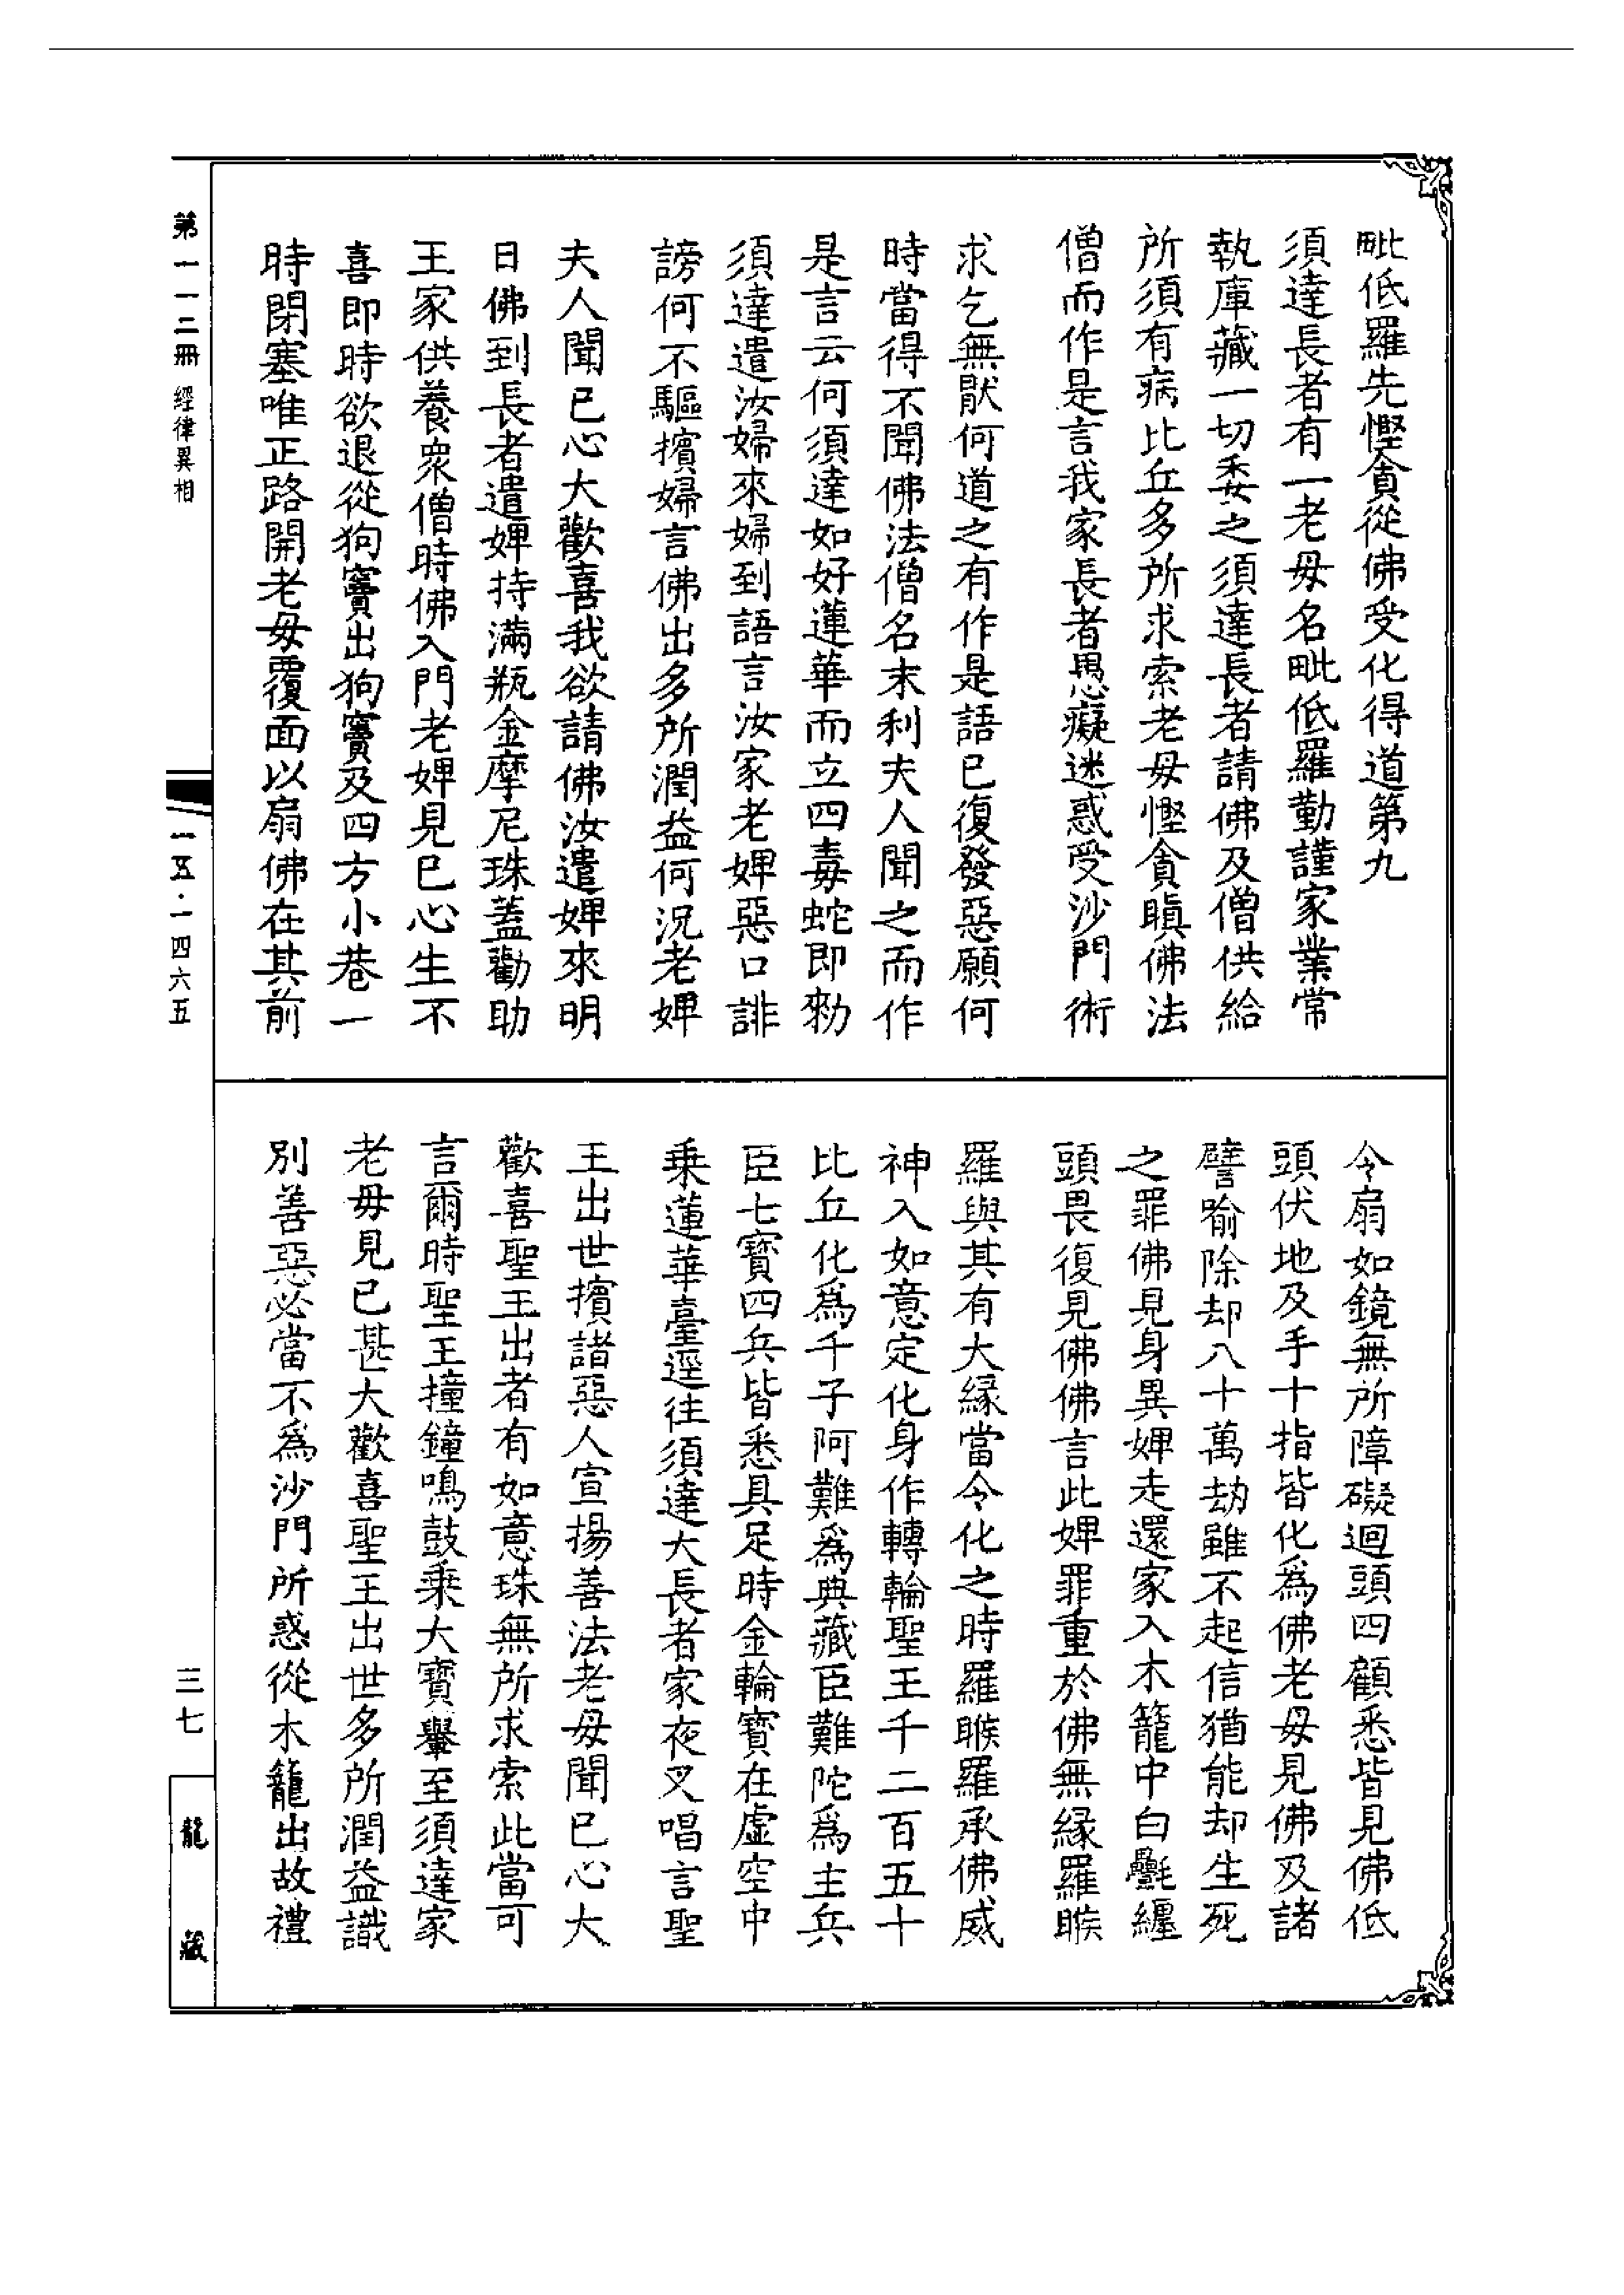 毗低羅先慳貪從佛受化得道第九
須達長者有一老母名毗低羅勤謹家業常
執庫藏一切委之須達長者請佛及僧供給
所須有病比丘多所求索老母慳貪瞋佛法
僧而作是言我家長者愚癡迷惑受沙門術
求乞無猒何道之有作是語已復發惡願何
時當得不聞佛法僧名末利夫人聞之而作
是言云何須達如好蓮華而立四毒蛇即勑
須達遣汝婦來婦到語言汝家老婢惡口誹
謗何不驅擯婦言佛出多所潤益何況老婢
夫人聞已心大歡喜我欲請佛汝遣婢來明
日佛到長者遣婢持滿瓶金摩尼珠蓋勸助
王家供養衆僧時佛入門老婢見已心生不
喜即時欲退從狗竇出狗竇及四方小巷一
時閉塞唯正路開老母覆面以扇佛在其前
令扇如鏡無所障礙迴頭四顧悉皆見佛低
頭伏地及手十指皆化爲佛老母見佛及諸
譬喻除却八十萬劫雖不起信猶能却生死
之罪佛見身異婢走還家入木籠中白氎纏
頭畏復見佛佛言此婢罪重於佛無緣羅睺
羅與其有大緣當令化之時羅睺羅承佛威
神入如意定化身作轉輪聖王千二百五十
比丘化爲千子阿難爲典藏臣難陀爲主兵
臣七寶四兵皆悉具足時金輪寶在虛空中
乘蓮華臺逕往須達大長者家夜叉唱言聖
王出世擯諸惡人宣揚善法老母聞已心大
歡喜聖王出者有如意珠無所求索此當可
言爾時聖王撞鐘鳴鼓乘大寶轝至須達家
老母見已甚大歡喜聖王出世多所潤益識
別善惡必當不爲沙門所惑從木籠出故禮
第一一二冊 經律異相
一五·一四六五
三七
龍藏